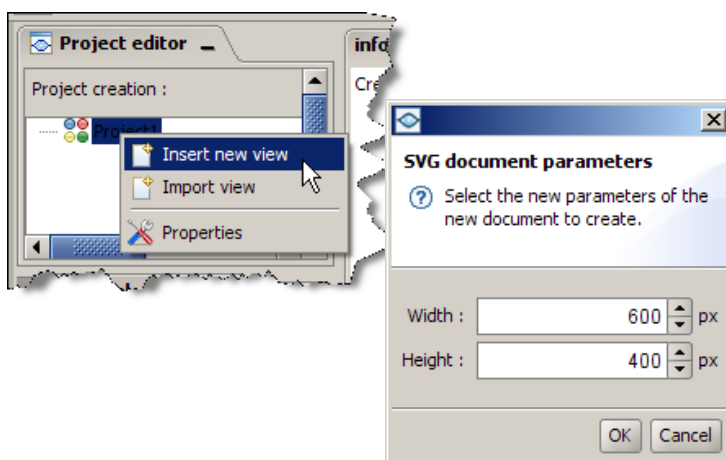 Project editor
Project creation :
Project1
Insert new view
Import view
Properties
info
Cre
SVG document parameters
Select the new parameters of the
new document to create.
Width : 600 px
Height : 400 px
OK Cancel